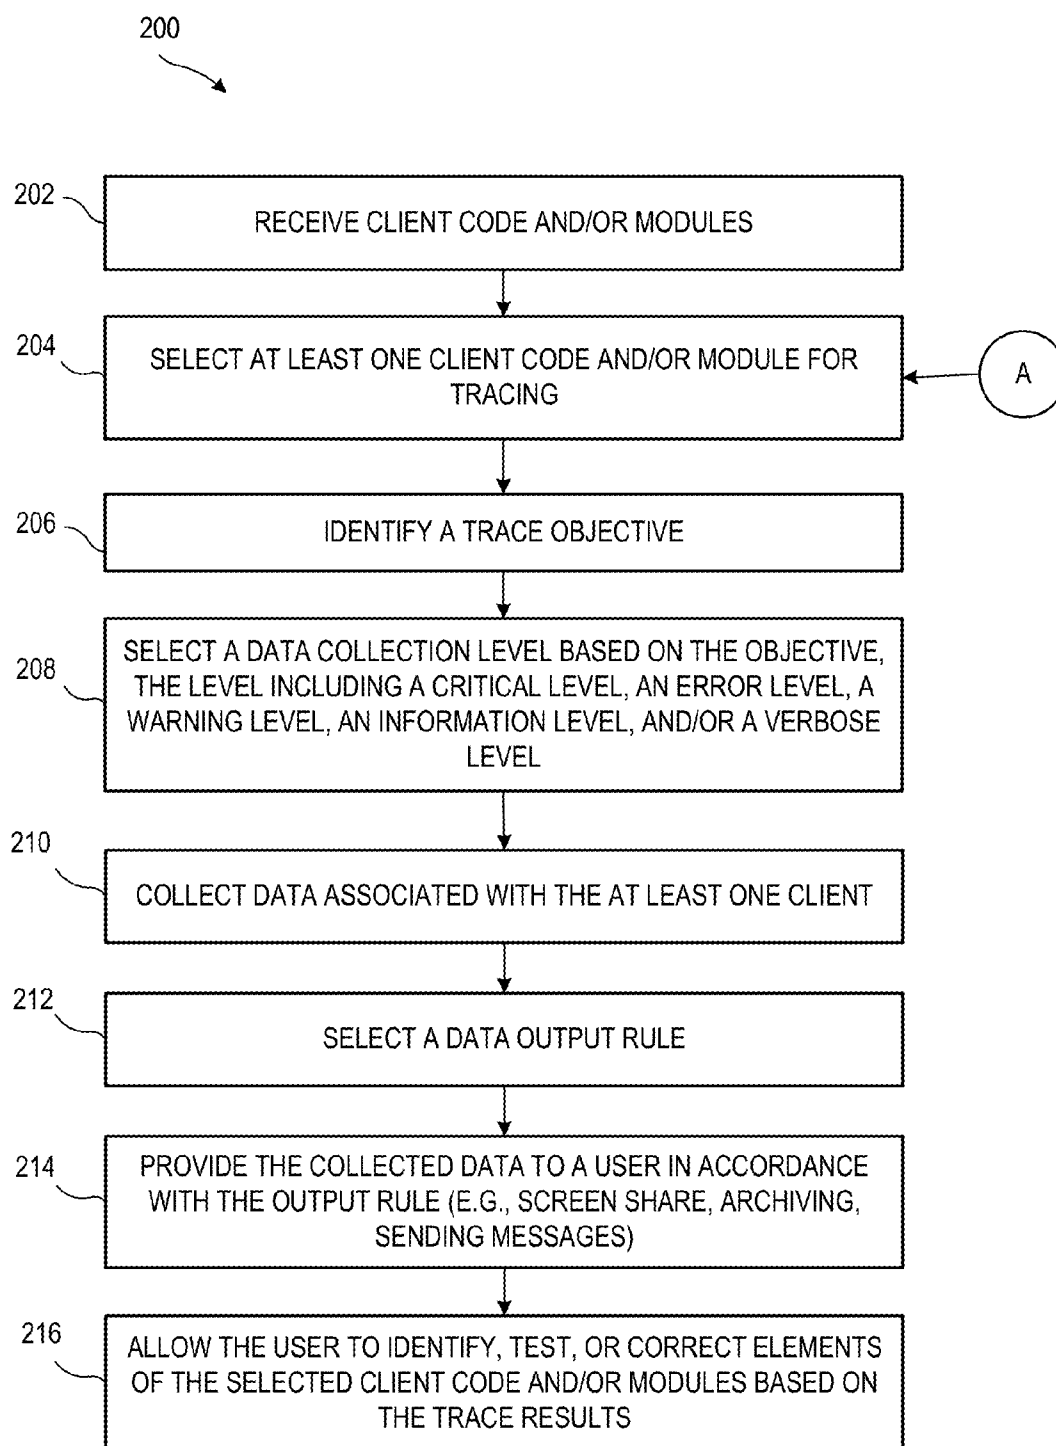 200
202
RECEIVE CLIENT CODE AND/OR MODULES
204
SELECT AT LEAST ONE CLIENT CODE AND/OR MODULE FOR
TRACING
A
206
IDENTIFY A TRACE OBJECTIVE
208
SELECT A DATA COLLECTION LEVEL BASED ON THE OBJECTIVE,
THE LEVEL INCLUDING A CRITICAL LEVEL, AN ERROR LEVEL, A
WARNING LEVEL, AN INFORMATION LEVEL, AND/OR A VERBOSE
LEVEL
210
COLLECT DATA ASSOCIATED WITH THE AT LEAST ONE CLIENT
212
SELECT A DATA OUTPUT RULE
214
PROVIDE THE COLLECTED DATA TO A USER IN ACCORDANCE
WITH THE OUTPUT RULE (E.G., SCREEN SHARE, ARCHIVING,
SENDING MESSAGES)
216
ALLOW THE USER TO IDENTIFY, TEST, OR CORRECT ELEMENTS
OF THE SELECTED CLIENT CODE AND/OR MODULES BASED ON
THE TRACE RESULTS